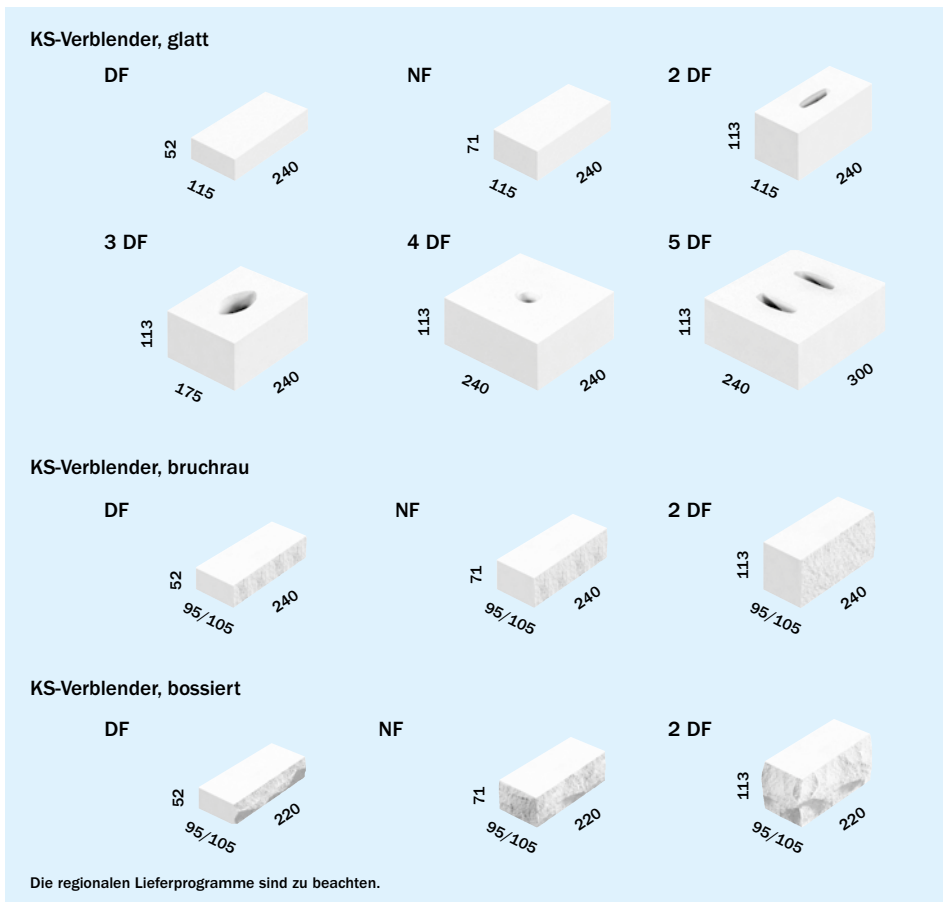 KS-Verblender, glatt
DF
NF
2 DF
52
115
240
71
115
240
113
115
240
3 DF
4 DF
5 DF
113
175
240
113
240
240
113
240
300
KS-Verblender, bruchrau
DF
NF
2 DF
52
95/105
240
71
95/105
240
113
95/105
240
KS-Verblender, bossiert
DF
NF
2 DF
52
95/105
220
71
95/105
220
113
95/105
220
Die regionalen Lieferprogramme sind zu beachten.